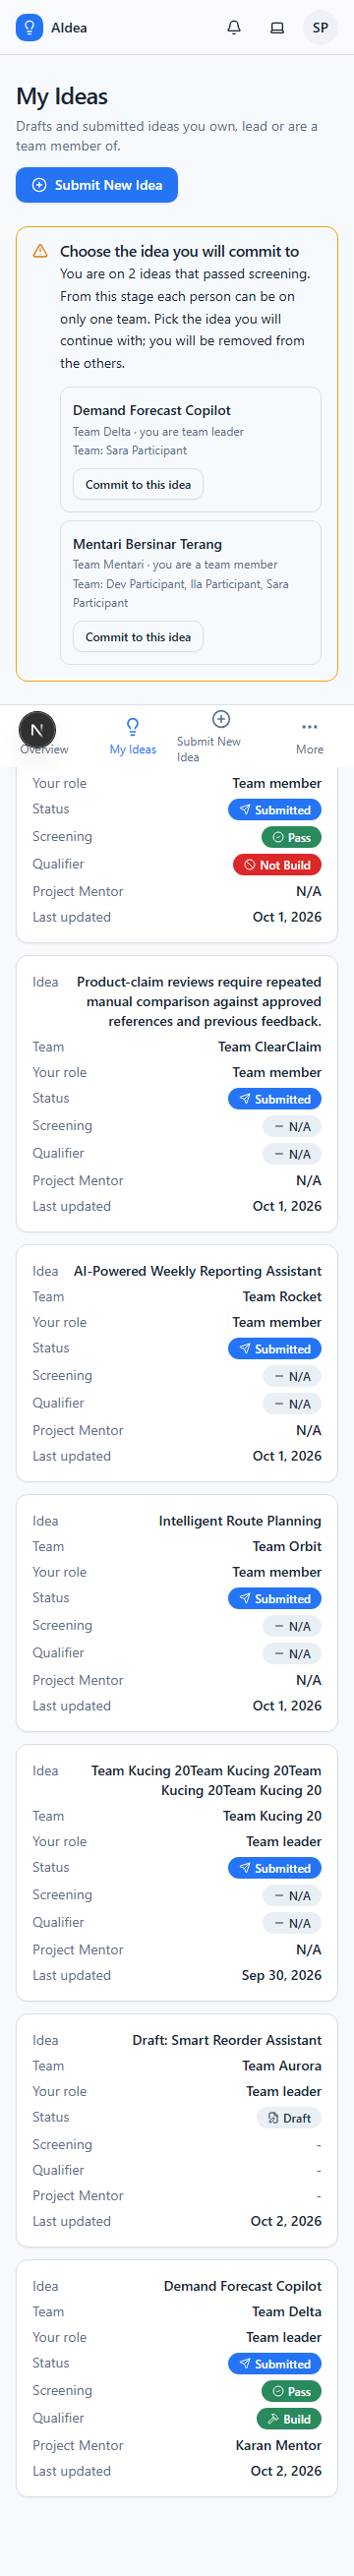 AIdea
SP
My Ideas
Drafts and submitted ideas you own, lead or are a
team member of.
Submit New Idea
Choose the idea you will commit to
You are on 2 ideas that passed screening.
From this stage each person can be on
only one team. Pick the idea you will
continue with; you will be removed from
the others.
Demand Forecast Copilot
Team Delta · you are team leader
Team: Sara Participant
Commit to this idea
Mentari Bersinar Terang
Team Mentari · you are a team member
Team: Dev Participant, Ila Participant, Sara
Participant
Commit to this idea
N
Overview
My Ideas
Submit New
Idea
More
Your role Team member
Status Submitted
Screening Pass
Qualifier Not Build
Project Mentor N/A
Last updated Oct 1, 2026
Idea Product-claim reviews require repeated
manual comparison against approved
references and previous feedback.
Team Team ClearClaim
Your role Team member
Status Submitted
Screening N/A
Qualifier N/A
Project Mentor N/A
Last updated Oct 1, 2026
Idea AI-Powered Weekly Reporting Assistant
Team Team Rocket
Your role Team member
Status Submitted
Screening N/A
Qualifier N/A
Project Mentor N/A
Last updated Oct 1, 2026
Idea Intelligent Route Planning
Team Team Orbit
Your role Team member
Status Submitted
Screening N/A
Qualifier N/A
Project Mentor N/A
Last updated Oct 1, 2026
Idea Team Kucing 20Team Kucing 20Team
Kucing 20Team Kucing 20
Team Team Kucing 20
Your role Team leader
Status Submitted
Screening N/A
Qualifier N/A
Project Mentor N/A
Last updated Sep 30, 2026
Idea Draft: Smart Reorder Assistant
Team Team Aurora
Your role Team leader
Status Draft
Screening -
Qualifier -
Project Mentor -
Last updated Oct 2, 2026
Idea Demand Forecast Copilot
Team Team Delta
Your role Team leader
Status Submitted
Screening Pass
Qualifier Build
Project Mentor Karan Mentor
Last updated Oct 2, 2026